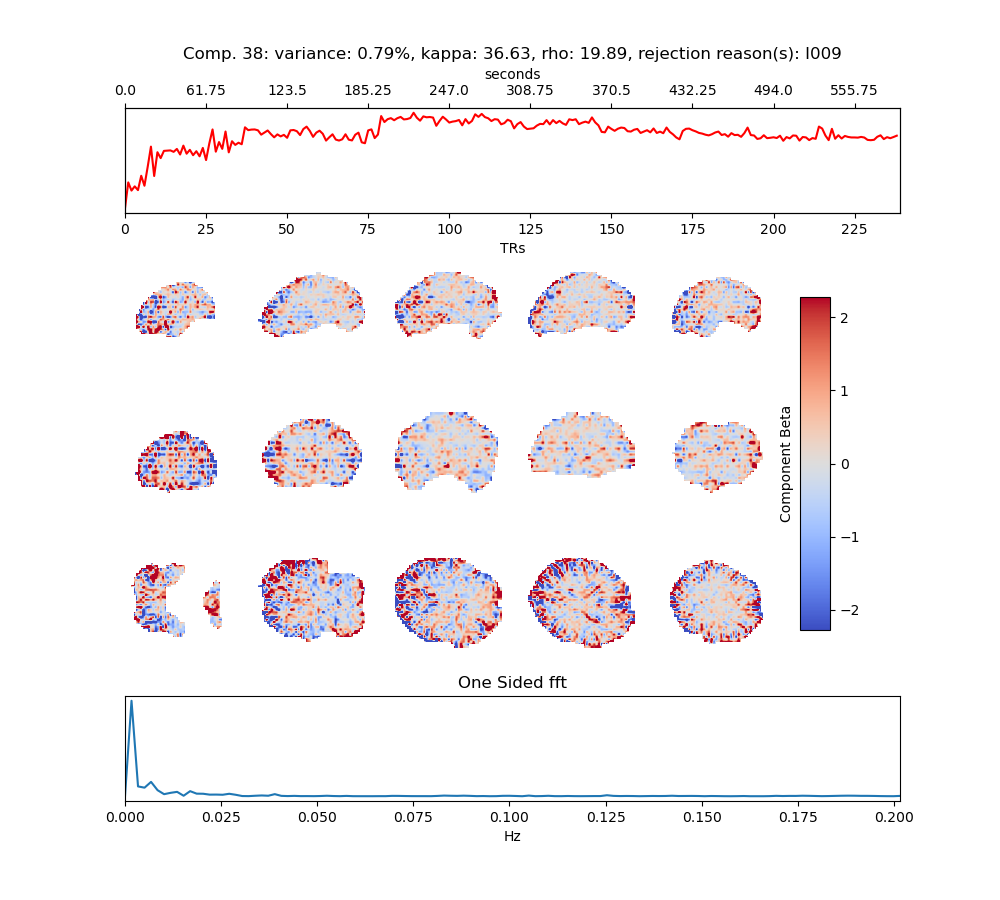 Comp. 38: variance: 0.79%, kappa: 36.63, rho: 19.89, rejection reason(s): I009
seconds
0.0 61.75 123.5 185.25 247.0 308.75 370.5 432.25 494.0 555.75
0 25 50 75 100 125 150 175 200 225
TRs
2
1
0
−1
−2
Component Beta
One Sided fft
0.000 0.025 0.050 0.075 0.100 0.125 0.150 0.175 0.200
Hz